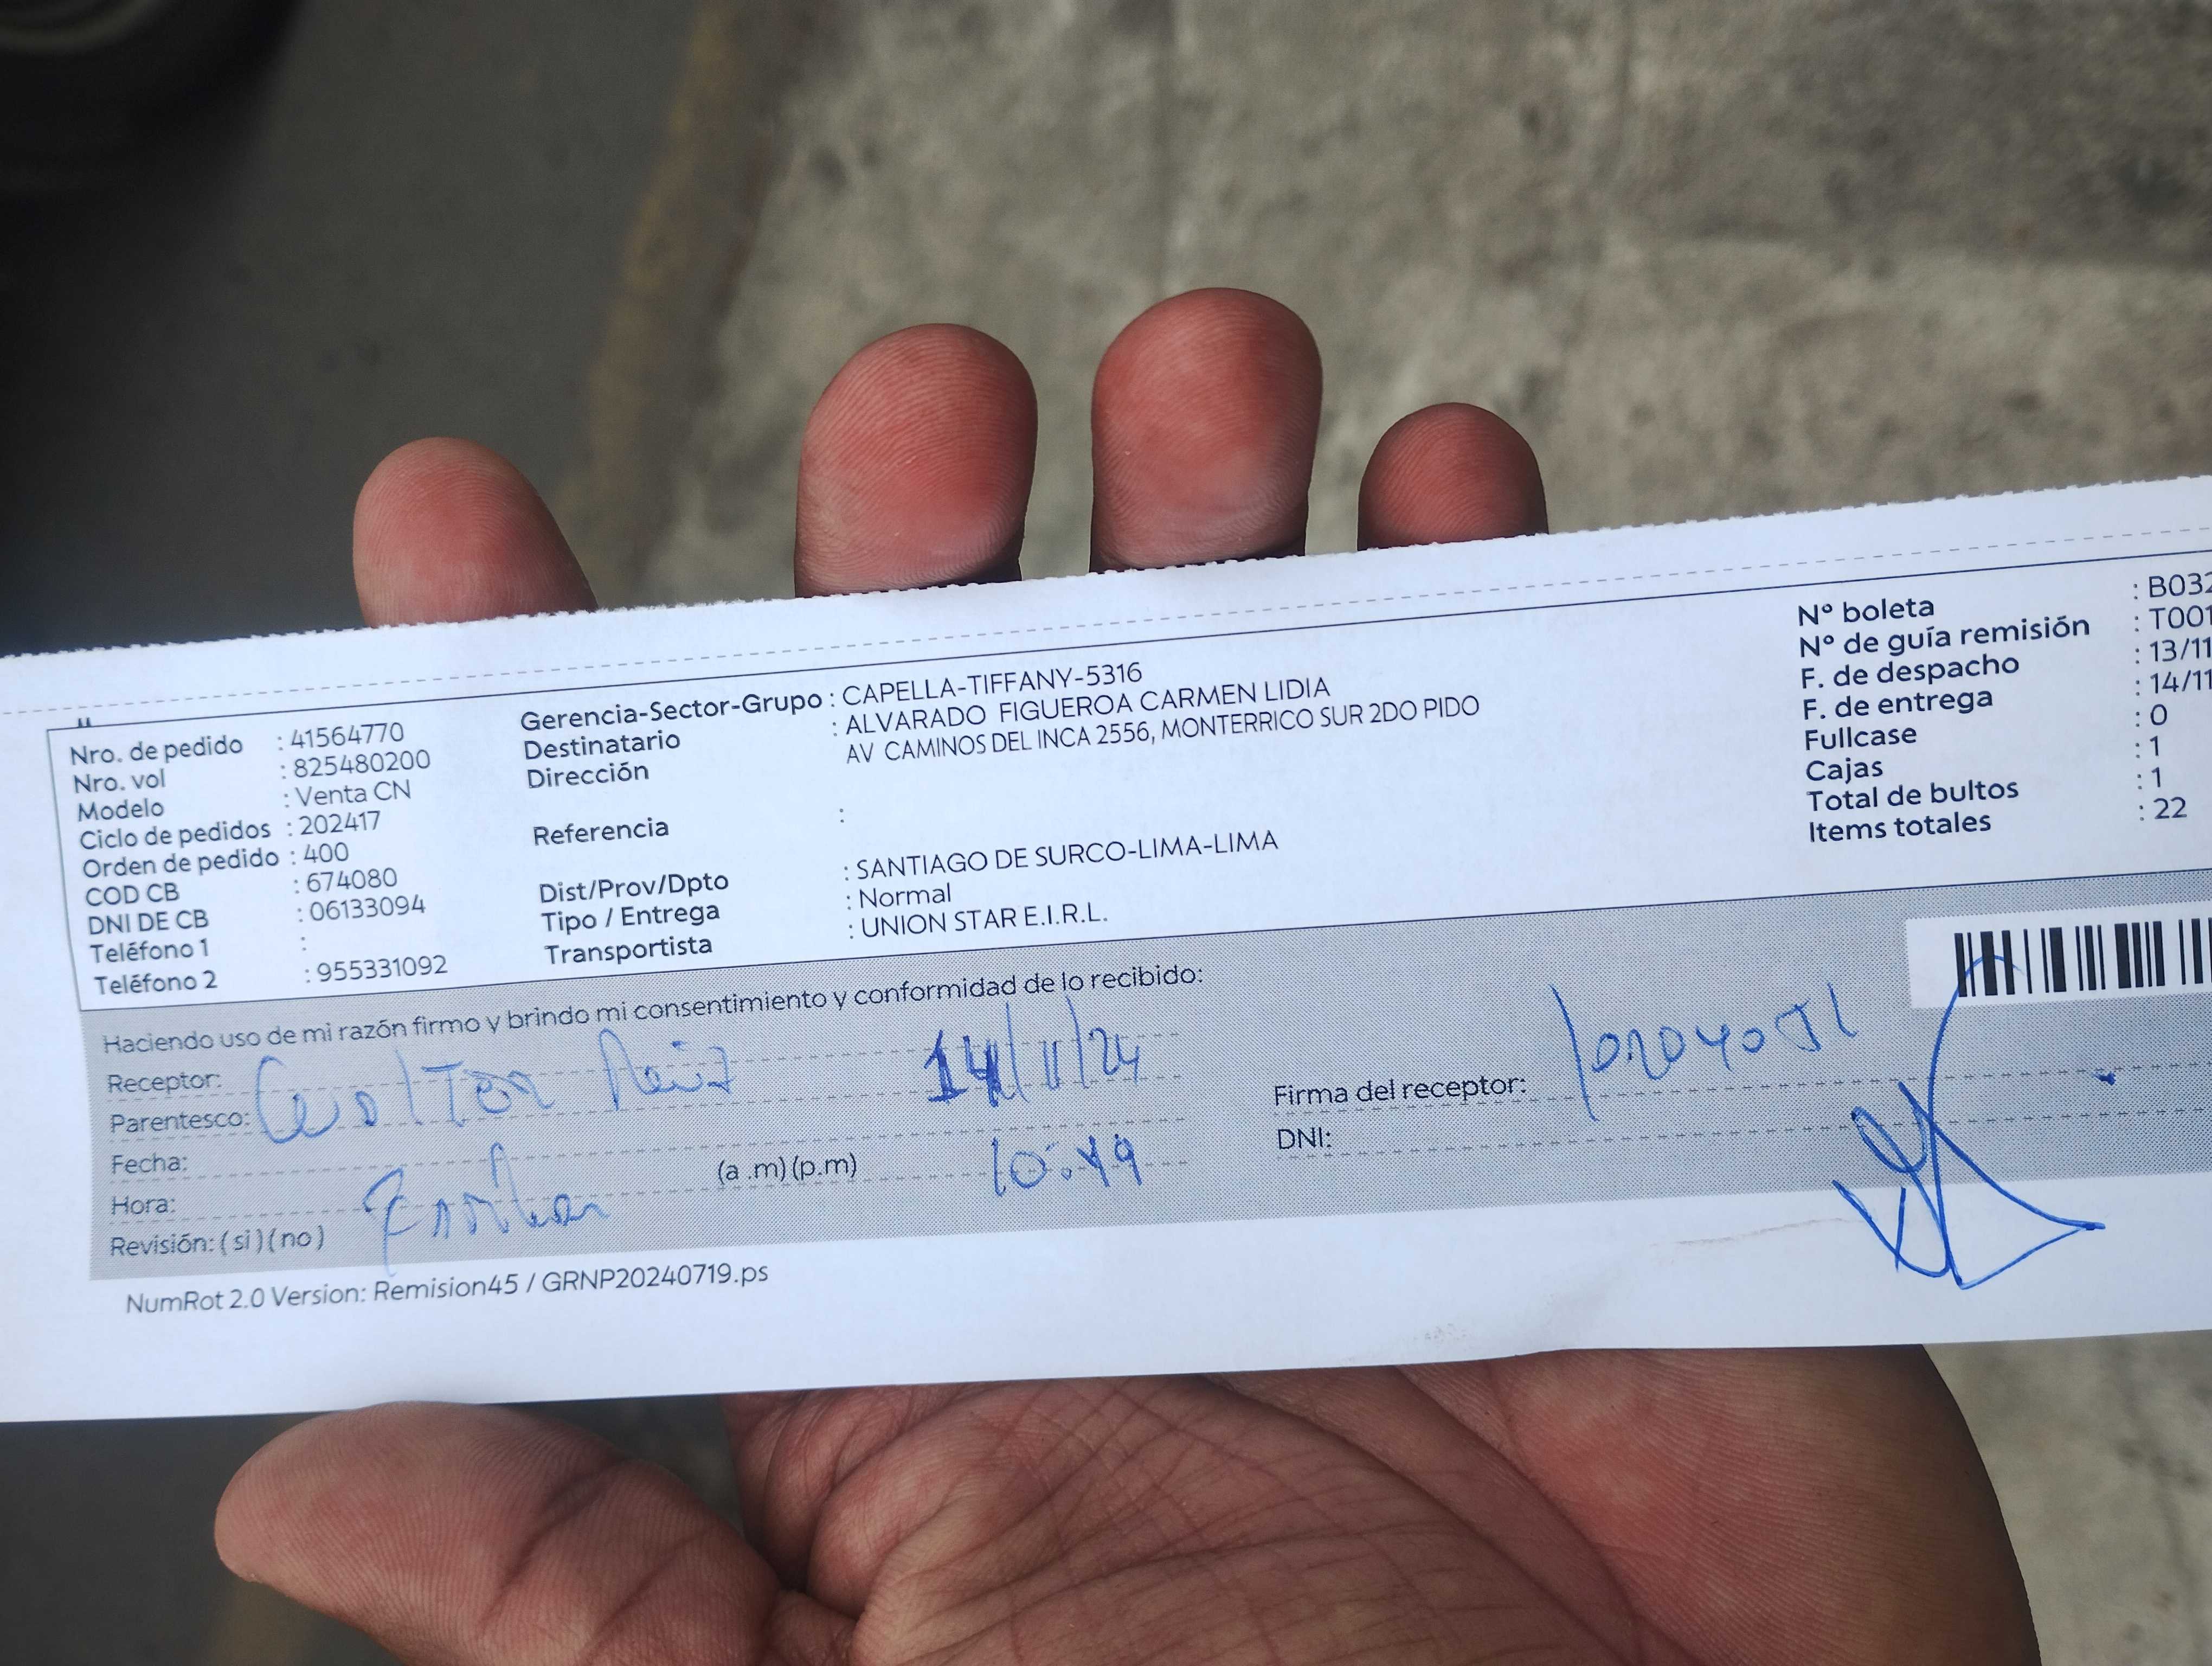 Nro. de pedido : 41564770
Nro. vol : 825480200
Modelo : Venta CN
Ciclo de pedidos : 202417
Orden de pedido : 400
COD CB : 674080
DNI DE CB : 06133094
Teléfono 1 :
Teléfono 2 : 955331092
Gerencia-Sector-Grupo : CAPELLA-TIFFANY-5316
Destinatario : ALVARADO FIGUEROA CARMEN LIDIA
Dirección AV CAMINOS DEL INCA 2556, MONTERRICO SUR 2DO PIDO
Referencia :
Dist/Prov/Dpto : SANTIAGO DE SURCO-LIMA-LIMA
Tipo / Entrega : Normal
Transportista : UNION STAR E.I.R.L.
Nº boleta : B032
Nº de guía remisión : T001
F. de despacho : 13/11
F. de entrega : 14/11
Fullcase : 0
Cajas : 1
Total de bultos : 1
Items totales : 22
Haciendo uso de mi razón firmo y brindo mi consentimiento y conformidad de lo recibido:
Receptor:
Parentesco:
14/11/24
Fecha:
Hora: (a .m) (p.m)
Revisión: ( si ) ( no )
Firma del receptor:
DNI:
NumRot 2.0 Version: Remision45 / GRNP20240719.ps